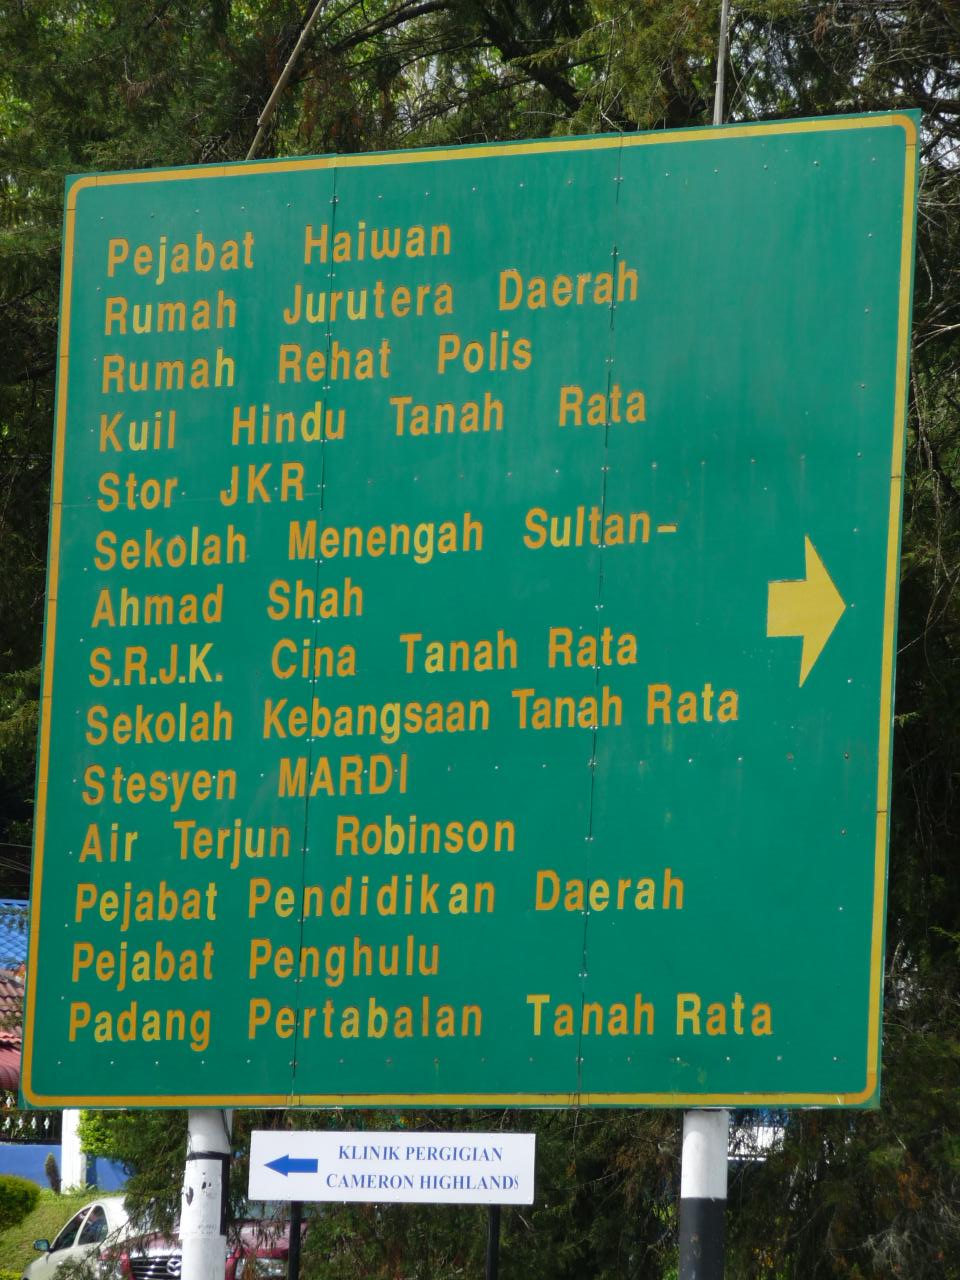 Pejabat Haiwan
Rumah Jurutera Daerah
Rumah Rehat Polis
Kuil Hindu Tanah Rata
Stor JKR
Sekolah Menengah Sultan-
Ahmad Shah
S.R.J.K. Cina Tanah Rata
Sekolah Kebangsaan Tanah Rata
Stesyen MARDI
Air Terjun Robinson
Pejabat Pendidikan Daerah
Pejabat Penghulu
Padang Pertabalan Tanah Rata
KLINIK PERGIGIAN
CAMERON HIGHLANDS